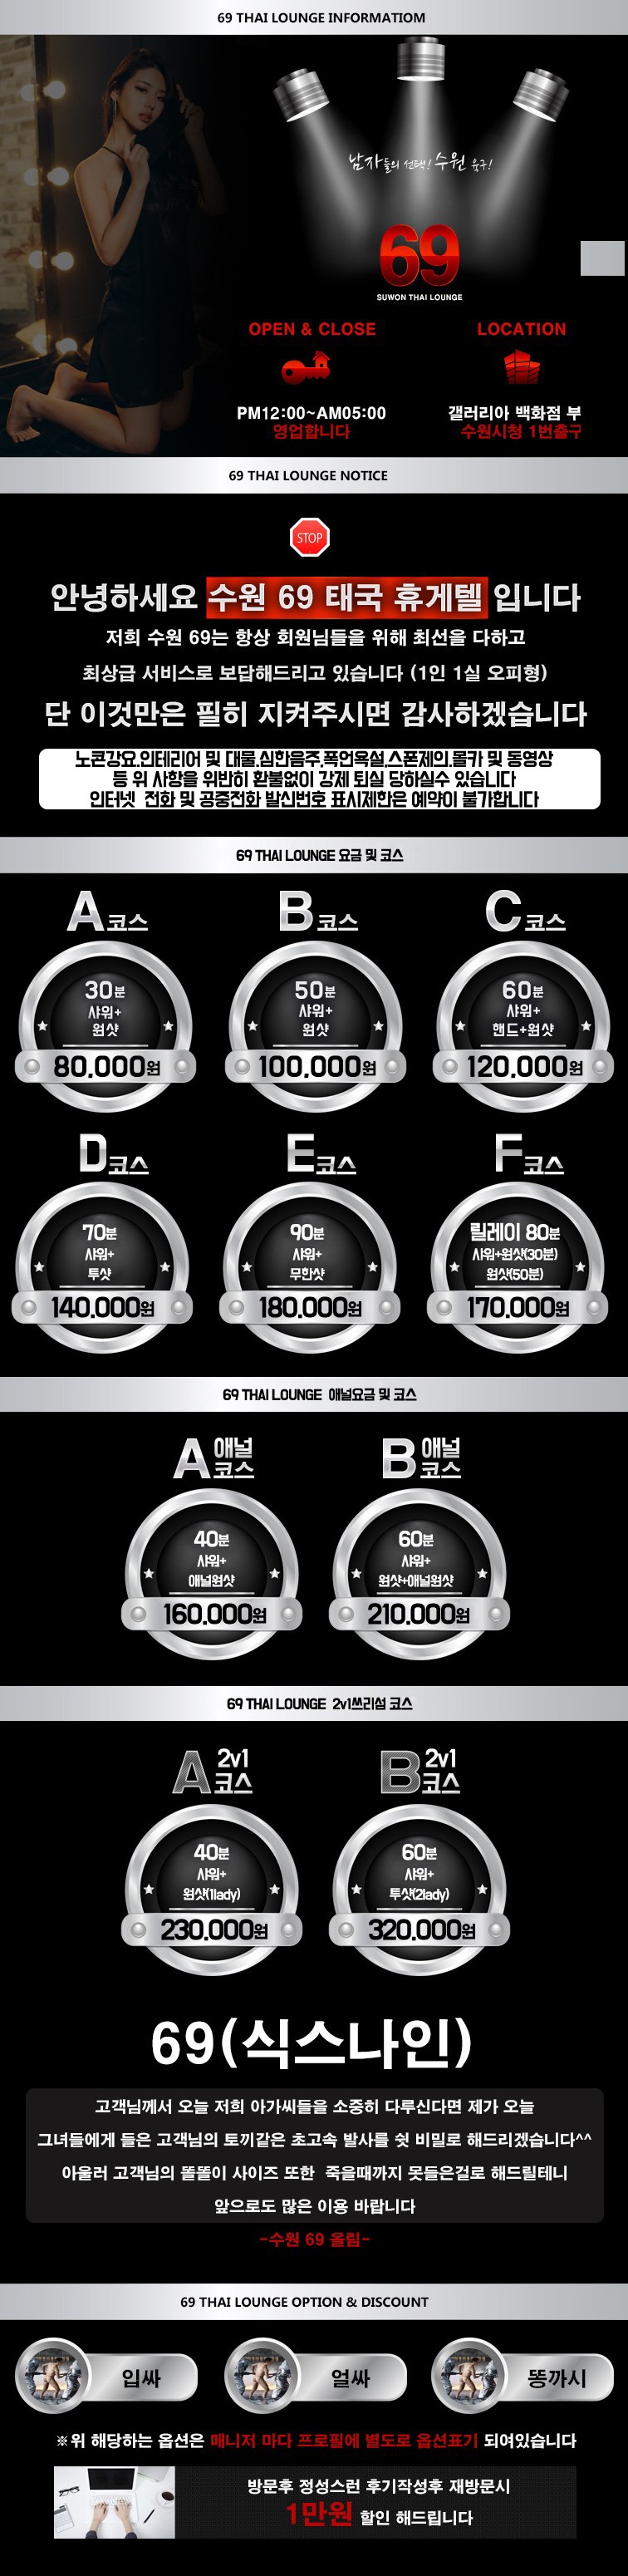 69 THAI LOUNGE INFORMATIOM
남자들의 선택! 수원 육구!
69
SUWON THAI LOUNGE
OPEN & CLOSE
LOCATION
PM12:00~AM05:00
영업합니다
갤러리아 백화점 부
수원시청 1번출구
69 THAI LOUNGE NOTICE
STOP
안녕하세요 수원 69 태국 휴게텔 입니다
저희 수원 69는 항상 회원님들을 위해 최선을 다하고
최상급 서비스로 보답해드리고 있습니다 (1인 1실 오피형)
단 이것만은 필히 지켜주시면 감사하겠습니다
노콘강요.인테리어 및 대물.심한음주.폭언욕설.스폰제의.몰카 및 동영상
등 위 사항을 위반히 환불없이 강제 퇴실 당하실수 있습니다
인터넷 전화 및 공중전화 발신번호 표시제한은 예약이 불가합니다
69 THAI LOUNGE 요금 및 코스
A 코스
30분
샤워+
원샷
80,000원
B 코스
50분
샤워+
원샷
100,000원
C 코스
60분
샤워+
핸드+원샷
120,000원
D코스
70분
샤워+
투샷
140,000원
E코스
90분
샤워+
무한샷
180,000원
F코스
릴레이 80분
샤워+원샷(30분)
원샷(50분)
170,000원
69 THAI LOUNGE 애널요금 및 코스
A 애널
코스
40분
샤워+
애널원샷
160,000원
B 애널
코스
60분
샤워+
원샷+애널원샷
210,000원
69 THAI LOUNGE 2v1쓰리섬 코스
A 2v1
코스
40분
샤워+
원샷(1lady)
230,000원
B 2v1
코스
60분
샤워+
투샷(2lady)
320,000원
69(식스나인)
고객님께서 오늘 저희 아가씨들을 소중히 다루신다면 제가 오늘
그녀들에게 들은 고객님의 토끼같은 초고속 발사를 쉿 비밀로 해드리겠습니다^^
아울러 고객님의 똘똘이 사이즈 또한 죽을때까지 못들은걸로 해드릴테니
앞으로도 많은 이용 바랍니다
-수원 69 올림-
69 THAI LOUNGE OPTION & DISCOUNT
입싸
얼싸
똥까시
※위 해당하는 옵션은 매니저 마다 프로필에 별도로 옵션표기 되여있습니다
방문후 정성스런 후기작성후 재방문시
1만원 할인 해드립니다